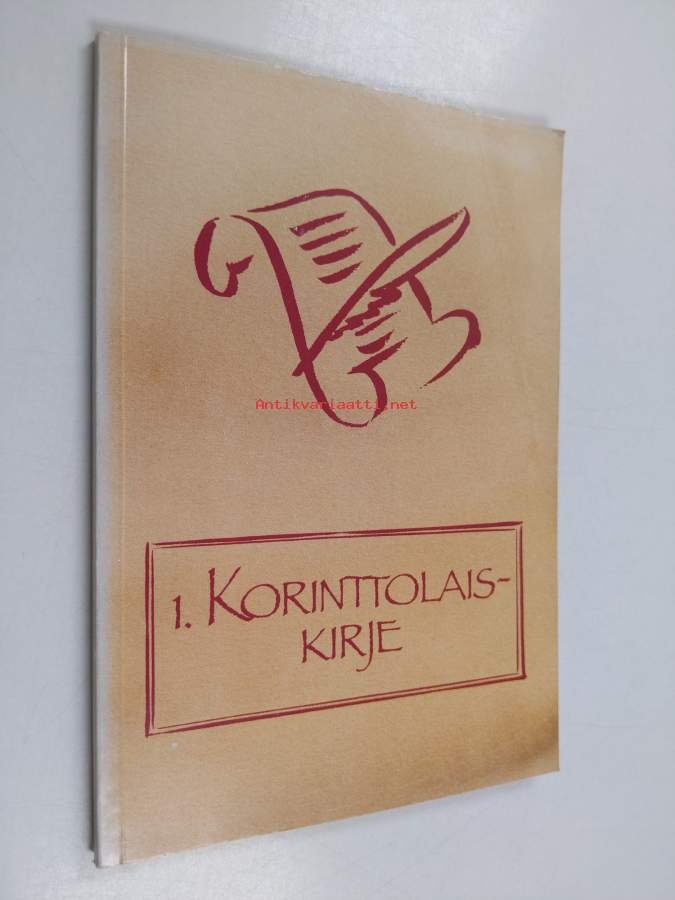 Antikvariaatti.net
1. KORINTTOLAIS-
KIRJE